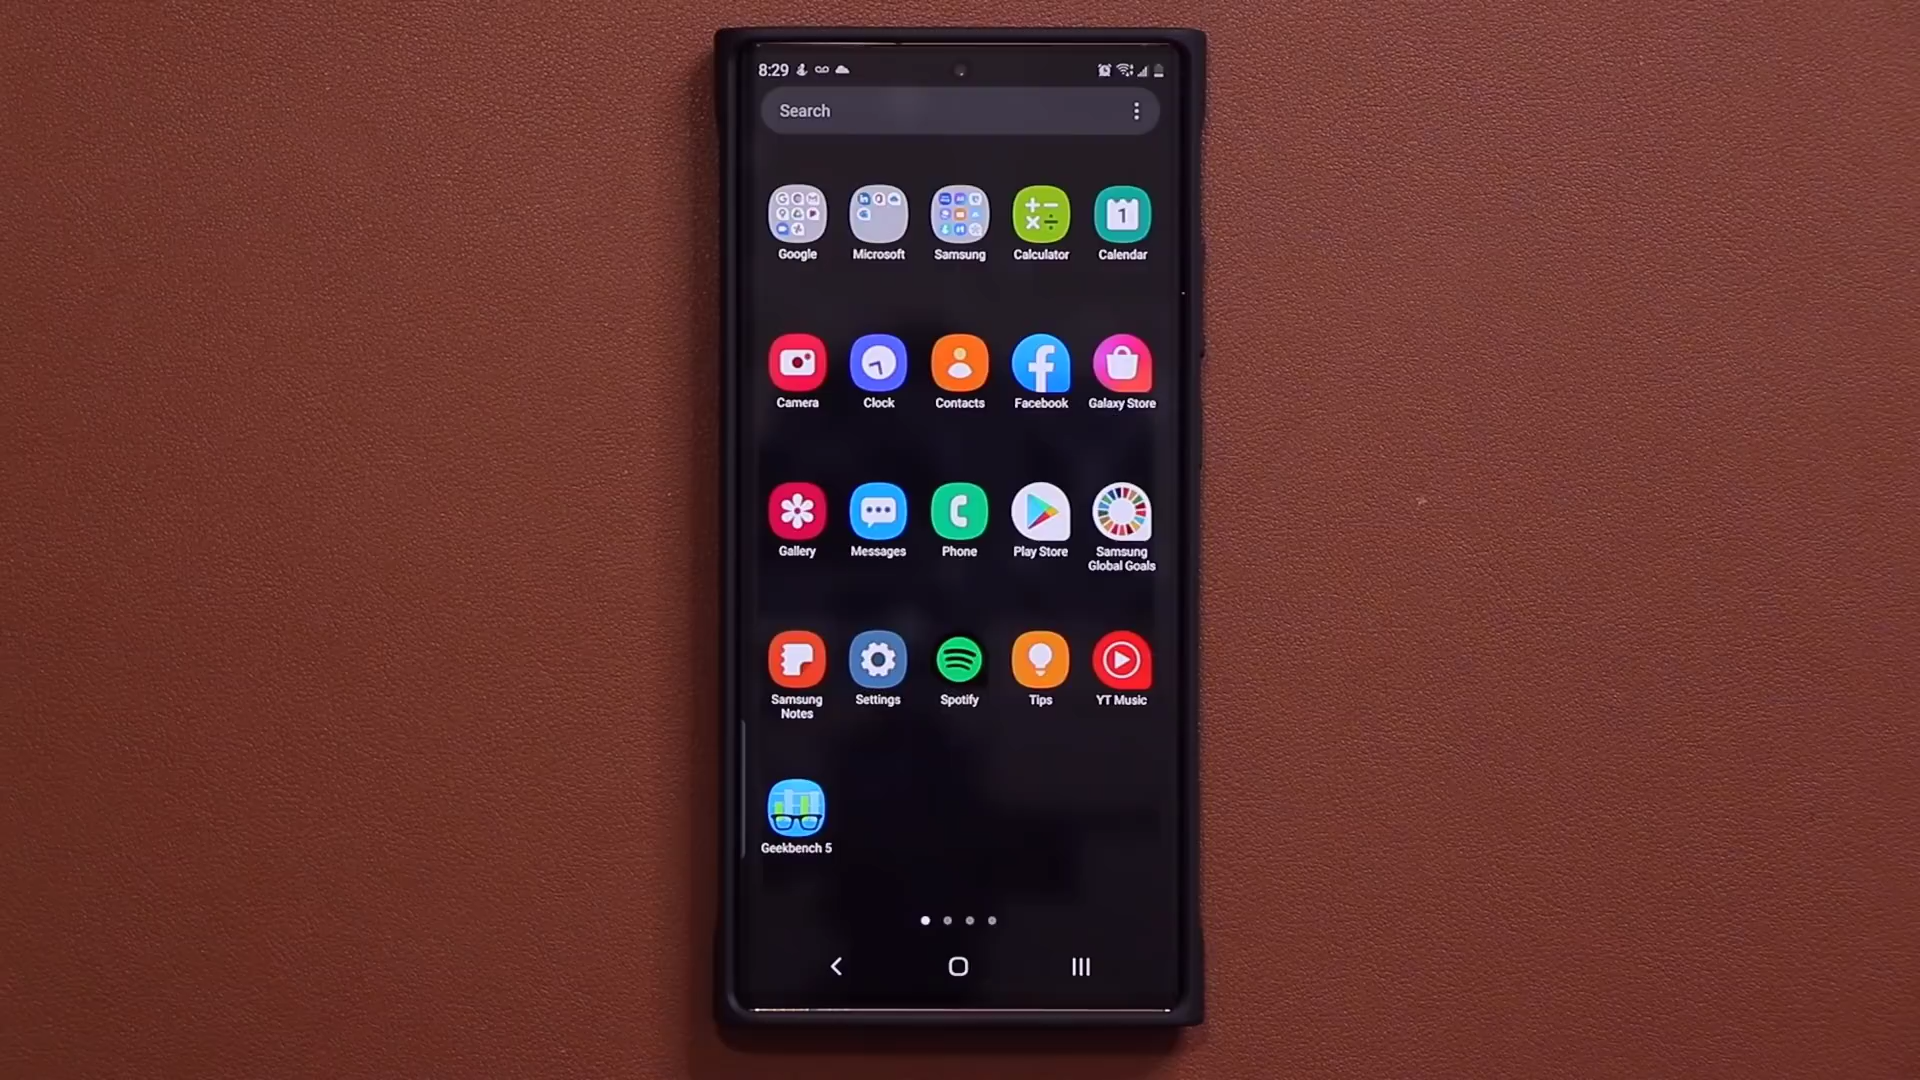 8:29
Search
Google Microsoft Samsung Calculator Calendar
1
Camera Clock Contacts Facebook Galaxy Store
Gallery Messages Phone Play Store Samsung
Global Goals
Samsung Settings Spotify Tips YT Music
Notes
Geekbench 5